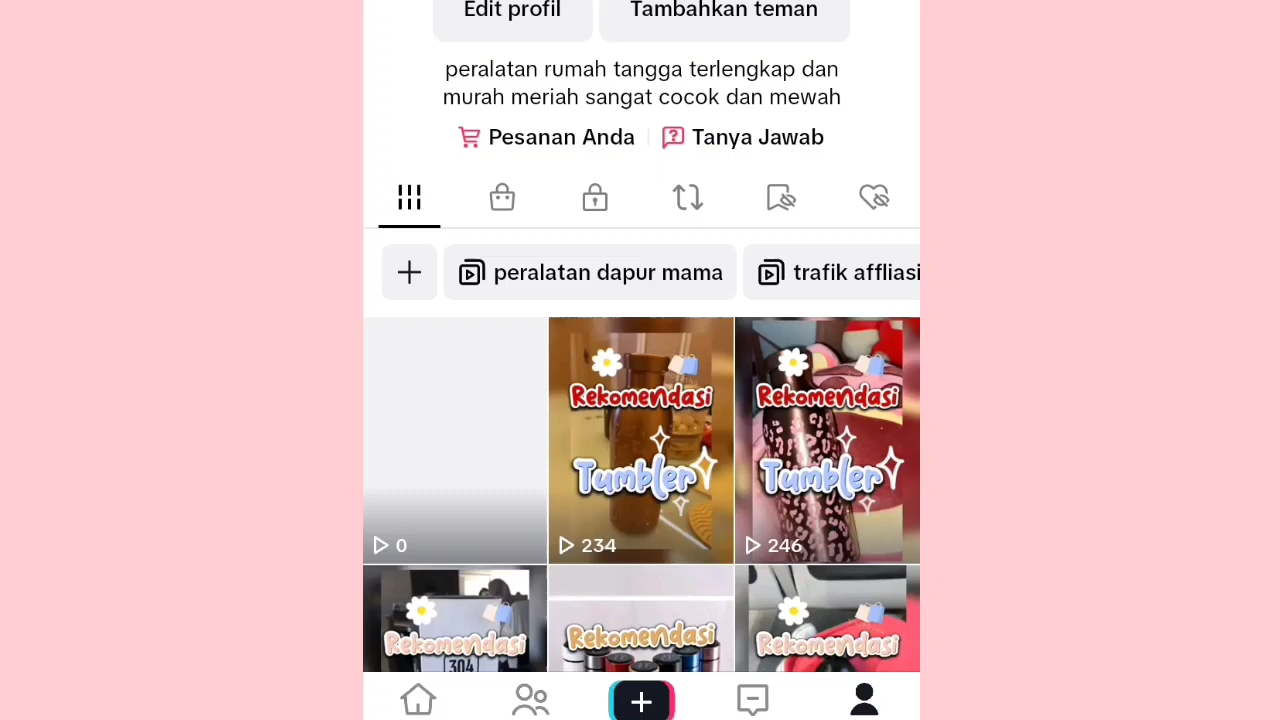 Edit profil
Tambahkan teman
peralatan rumah tangga terlengkap dan
murah meriah sangat cocok dan mewah
Pesanan Anda
Tanya Jawab
peralatan dapur mama
trafik affliasi
Rekomendasi
Tumbler
Rekomendasi
Tumbler
0
234
246
Rekomendasi
304
Rekomendasi
Rekomendasi